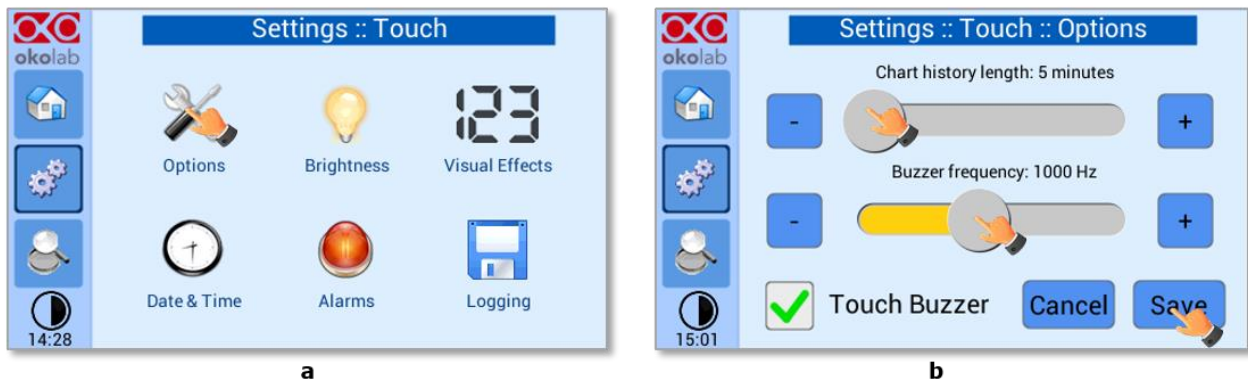 okolab
Settings :: Touch
Options
Brightness
123
Visual Effects
Date & Time
Alarms
Logging
14:28
a
okolab
Settings :: Touch :: Options
Chart history length: 5 minutes
-
+
Buzzer frequency: 1000 Hz
-
+
Touch Buzzer
Cancel
Save
15:01
b